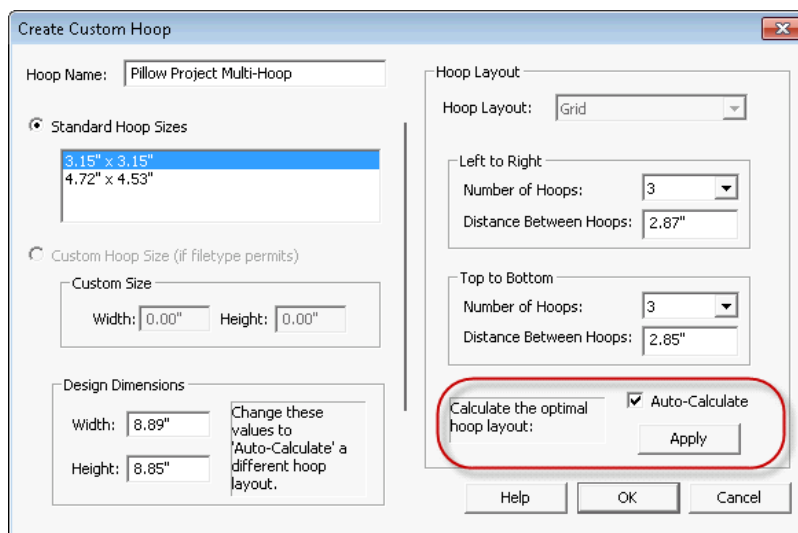 Create Custom Hoop
Hoop Name: Pillow Project Multi-Hoop
Standard Hoop Sizes
3.15" x 3.15"
4.72" x 4.53"
Custom Hoop Size (if filetype permits)
Custom Size
Width: 0.00" Height: 0.00"
Design Dimensions
Width: 8.89"
Height: 8.85"
Change these
values to
'Auto-Calculate' a
different hoop
layout.
Hoop Layout
Hoop Layout: Grid
Left to Right
Number of Hoops: 3
Distance Between Hoops: 2.87"
Top to Bottom
Number of Hoops: 3
Distance Between Hoops: 2.85"
Calculate the optimal
hoop layout:
Auto-Calculate
Apply
Help OK Cancel